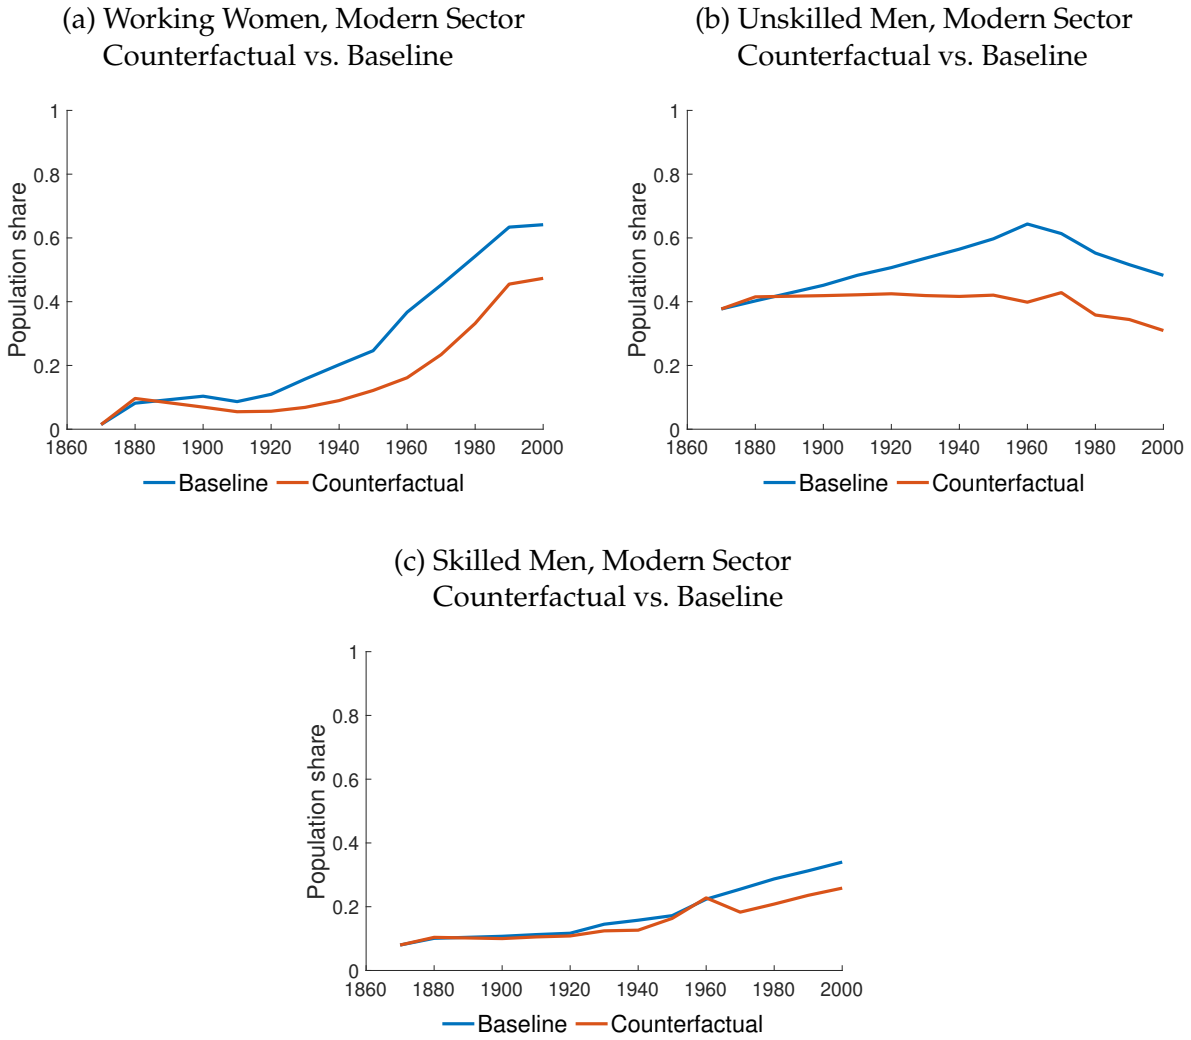 (a) Working Women, Modern Sector
Counterfactual vs. Baseline
1
0.8
0.6
0.4
0.2
0
Population share
1860 1880 1900 1920 1940 1960 1980 2000
Baseline Counterfactual
(b) Unskilled Men, Modern Sector
Counterfactual vs. Baseline
1
0.8
0.6
0.4
0.2
0
Population share
1860 1880 1900 1920 1940 1960 1980 2000
Baseline Counterfactual
(c) Skilled Men, Modern Sector
Counterfactual vs. Baseline
1
0.8
0.6
0.4
0.2
0
Population share
1860 1880 1900 1920 1940 1960 1980 2000
Baseline Counterfactual